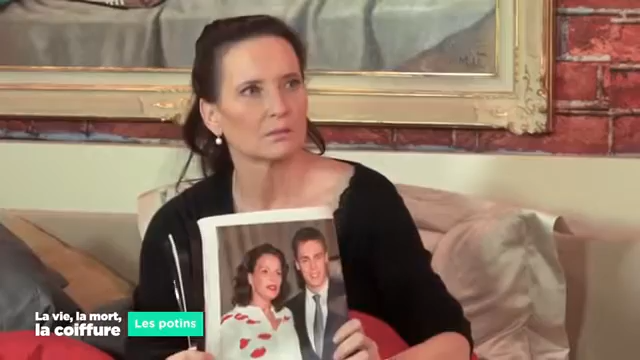 La vie, la mort,
la coiffure
Les potins